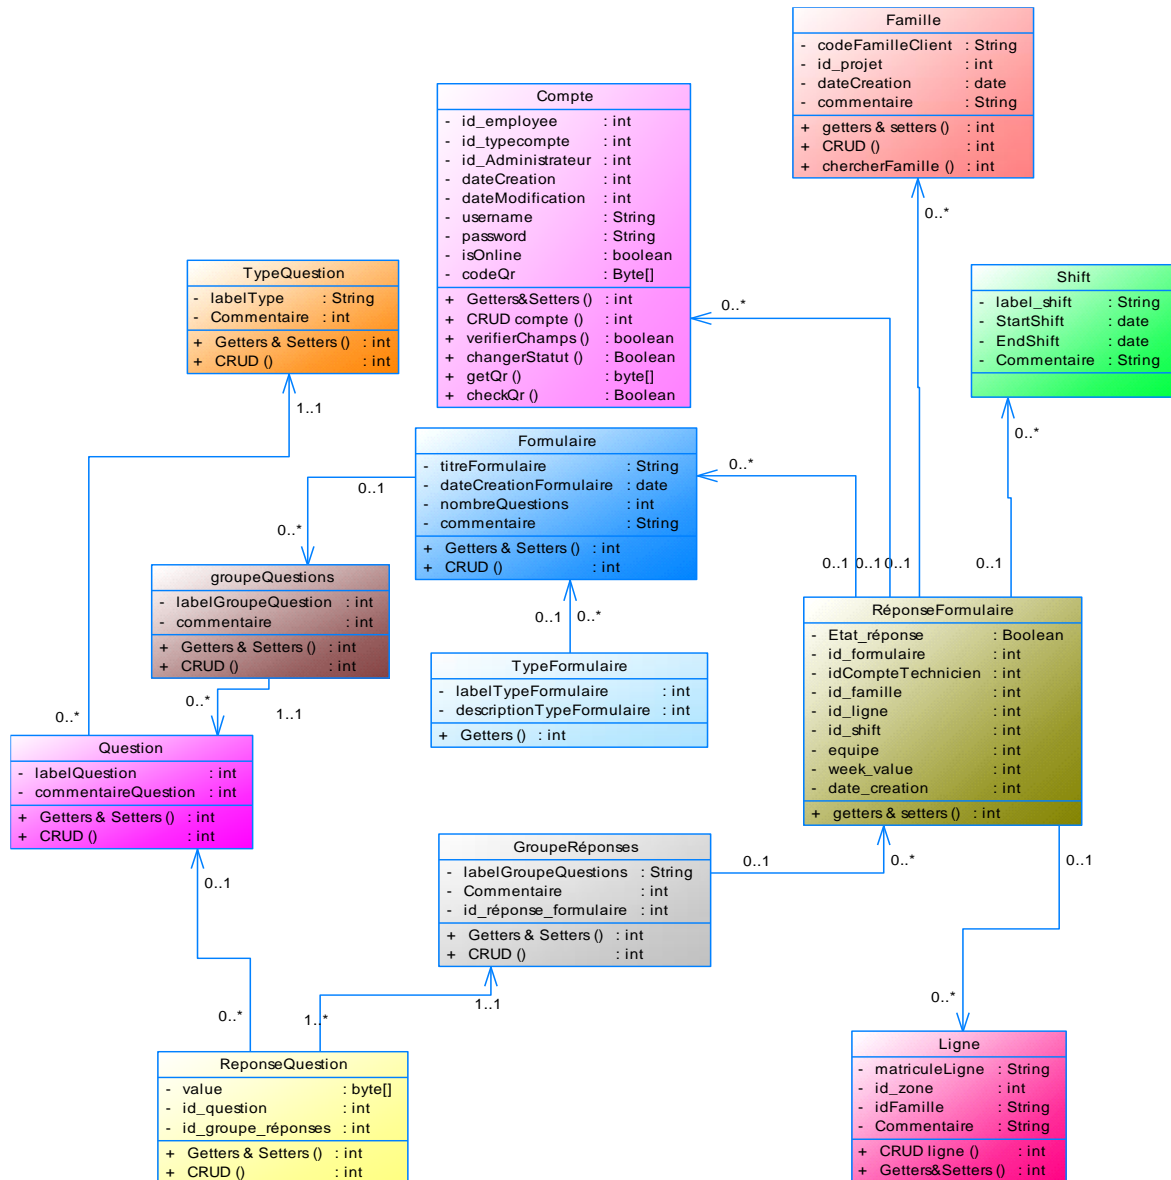 Famille
- codeFamilleClient : String
- id_projet : int
- dateCreation : date
- commentaire : String
+ getters & setters () : int
+ CRUD () : int
+ chercherFamille () : int
0..*
Compte
- id_employee : int
- id_typecompte : int
- id_Administrateur : int
- dateCreation : int
- dateModification : int
- username : String
- password : String
- isOnline : boolean
- codeQr : Byte[]
+ Getters&Setters () : int
+ CRUD compte () : int
+ verifierChamps () : boolean
+ changerStatut () : Boolean
+ getQr () : byte[]
+ checkQr () : Boolean
0..*
TypeQuestion
- labelType : String
- Commentaire : int
+ Getters & Setters () : int
+ CRUD () : int
1..1
Shift
- label_shift : String
- StartShift : date
- EndShift : date
- Commentaire : String
0..*
Formulaire
- titreFormulaire : String
- dateCreationFormulaire : date
- nombreQuestions : int
- commentaire : String
+ Getters & Setters () : int
+ CRUD () : int
0..*
0..1
0..*
0..1 0..1 0..1
0..1
groupeQuestions
- labelGroupeQuestion : int
- commentaire : int
+ Getters & Setters () : int
+ CRUD () : int
0..1 0..*
RéponseFormulaire
- Etat_réponse : Boolean
- id_formulaire : int
- idCompteTechnicien : int
- id_famille : int
- id_ligne : int
- id_shift : int
- equipe : int
- week_value : int
- date_creation : int
+ getters & setters () : int
TypeFormulaire
- labelTypeFormulaire : int
- descriptionTypeFormulaire : int
+ Getters () : int
0..*
0..*
1..1
Question
- labelQuestion : int
- commentaireQuestion : int
+ Getters & Setters () : int
+ CRUD () : int
0..1
GroupeRéponses
- labelGroupeQuestions : String
- Commentaire : int
- id_réponse_formulaire : int
+ Getters & Setters () : int
+ CRUD () : int
0..1
0..*
0..1
1..1
0..*
1..*
0..*
ReponseQuestion
- value : byte[]
- id_question : int
- id_groupe_réponses : int
+ Getters & Setters () : int
+ CRUD () : int
Ligne
- matriculeLigne : String
- id_zone : int
- idFamille : String
- Commentaire : String
+ CRUD ligne () : int
+ Getters&Setters () : int